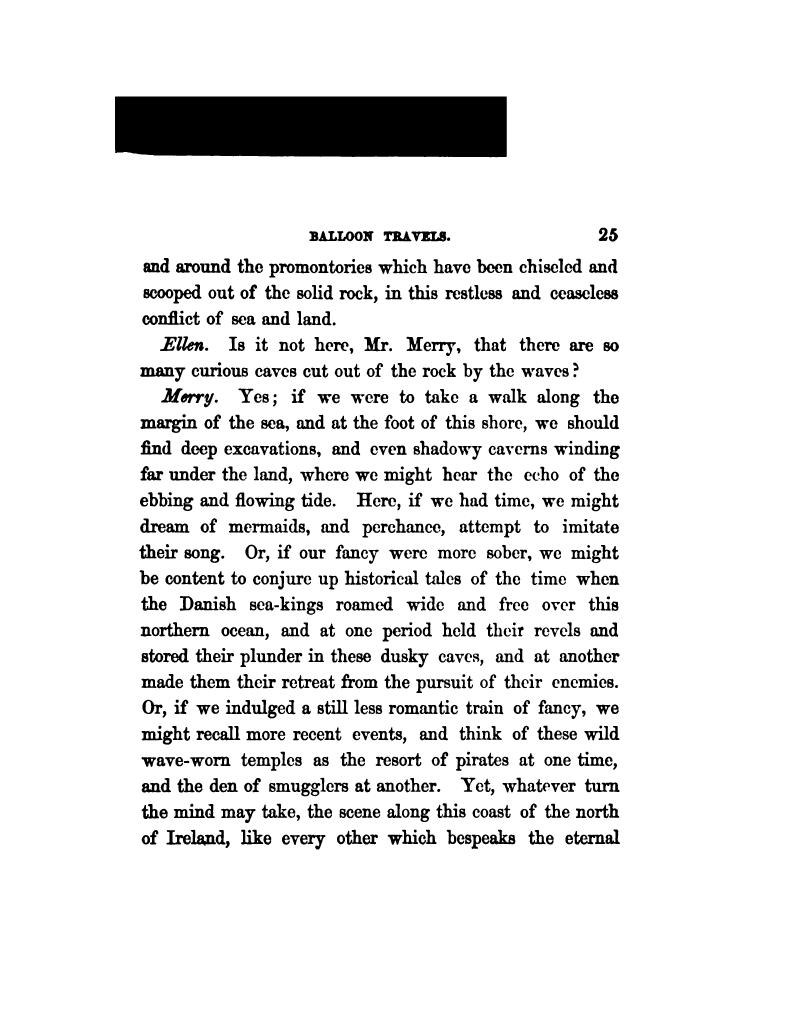 BALLOON TRAVELS. 25
and around the promontories which have been chiseled and
scooped out of the solid rock, in this restless and ceaseless
conflict of sea and land.
Ellen. Is it not here, Mr. Merry, that there are so
many curious caves cut out of the rock by the waves?
Merry. Yes; if we were to take a walk along the
margin of the sea, and at the foot of this shore, we should
find deep excavations, and even shadowy caverns winding
far under the land, where we might hear the echo of the
ebbing and flowing tide. Here, if we had time, we might
dream of mermaids, and perchance, attempt to imitate
their song. Or, if our fancy were more sober, we might
be content to conjure up historical tales of the time when
the Danish sea-kings roamed wide and free over this
northern ocean, and at one period held their revels and
stored their plunder in these dusky caves, and at another
made them their retreat from the pursuit of their enemies.
Or, if we indulged a still less romantic train of fancy, we
might recall more recent events, and think of these wild
wave-worn temples as the resort of pirates at one time,
and the den of smugglers at another. Yet, whatever turn
the mind may take, the scene along this coast of the north
of Ireland, like every other which bespeaks the eternal